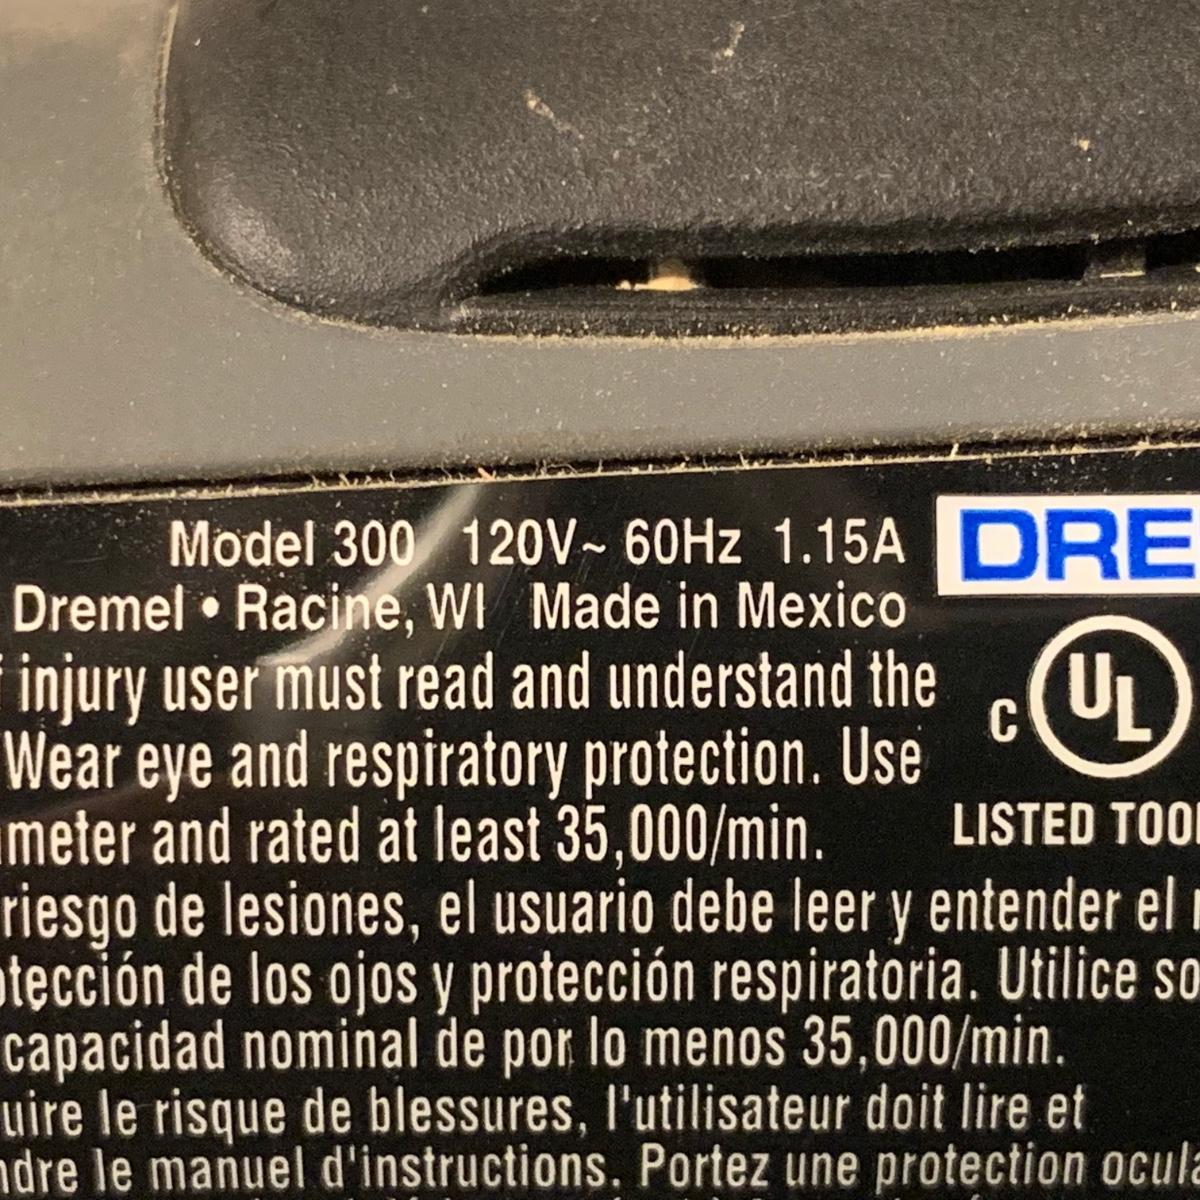 Model 300 120V~ 60Hz 1.15A
DRE
Dremel • Racine, WI Made in Mexico
injury user must read and understand the
Wear eye and respiratory protection. Use
meter and rated at least 35,000/min.
C UL
LISTED TOO
riesgo de lesiones, el usuario debe leer y entender el
tección de los ojos y protección respiratoria. Utilice so
capacidad nominal de por lo menos 35,000/min.
uire le risque de blessures, l'utilisateur doit lire et
ndre le manuel d'instructions. Portez une protection ocula